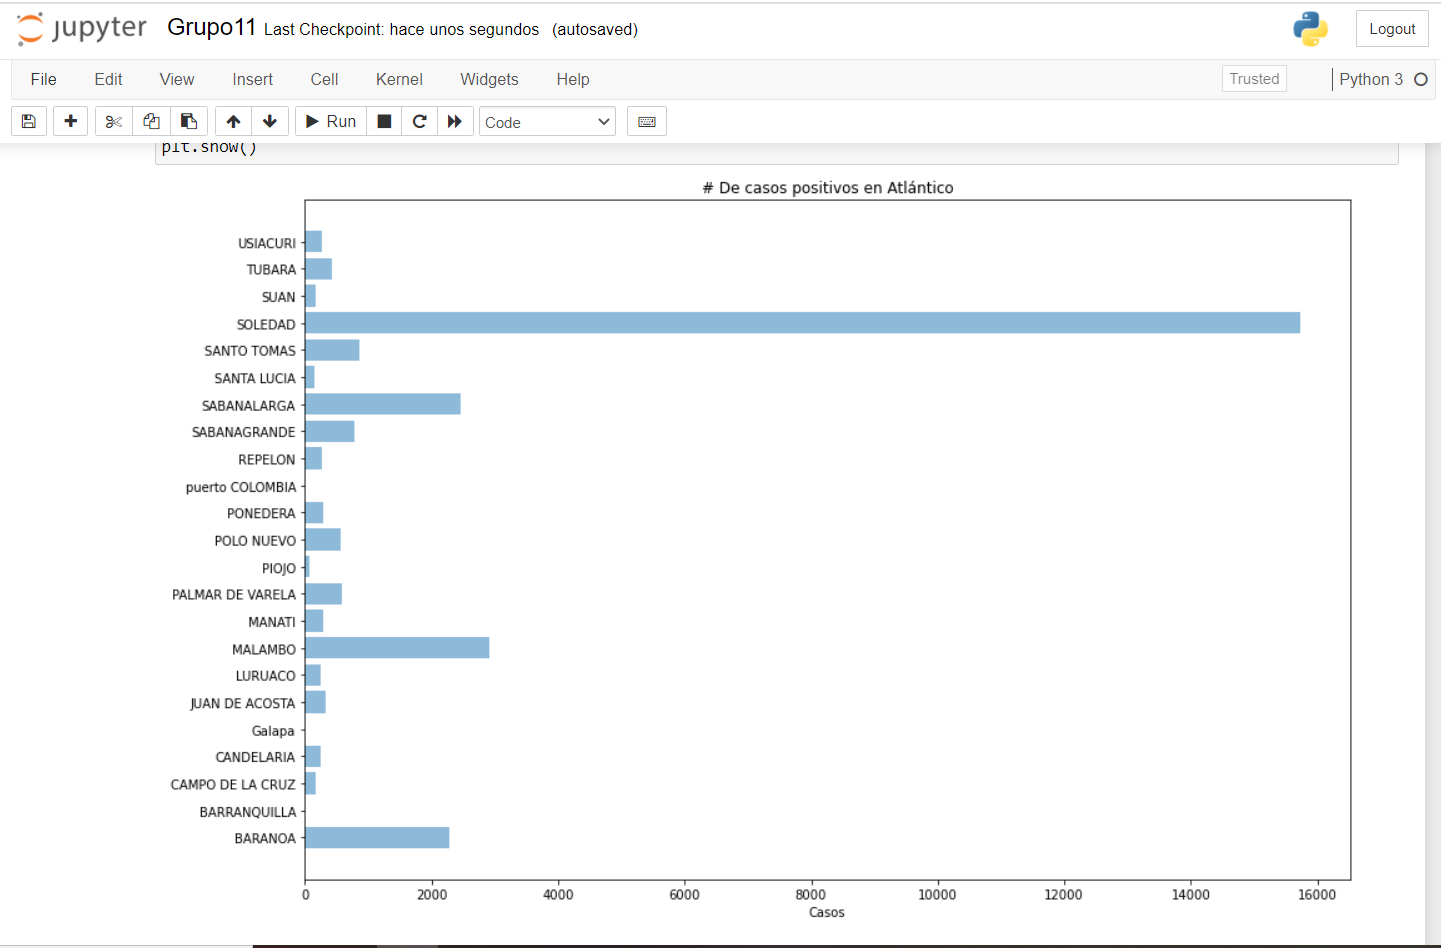 jupyter Grupo11 Last Checkpoint: hace unos segundos (autosaved) Logout
File Edit View Insert Cell Kernel Widgets Help Trusted Python 3
Run Code
plt.show()
# De casos positivos en Atlántico
USIACURI
TUBARA
SUAN
SOLEDAD
SANTO TOMAS
SANTA LUCIA
SABANALARGA
SABANAGRANDE
REPELON
puerto COLOMBIA
PONEDERA
POLO NUEVO
PIOJO
PALMAR DE VARELA
MANATI
MALAMBO
LURUACO
JUAN DE ACOSTA
Galapa
CANDELARIA
CAMPO DE LA CRUZ
BARRANQUILLA
BARANOA
0 2000 4000 6000 8000 10000 12000 14000 16000
Casos